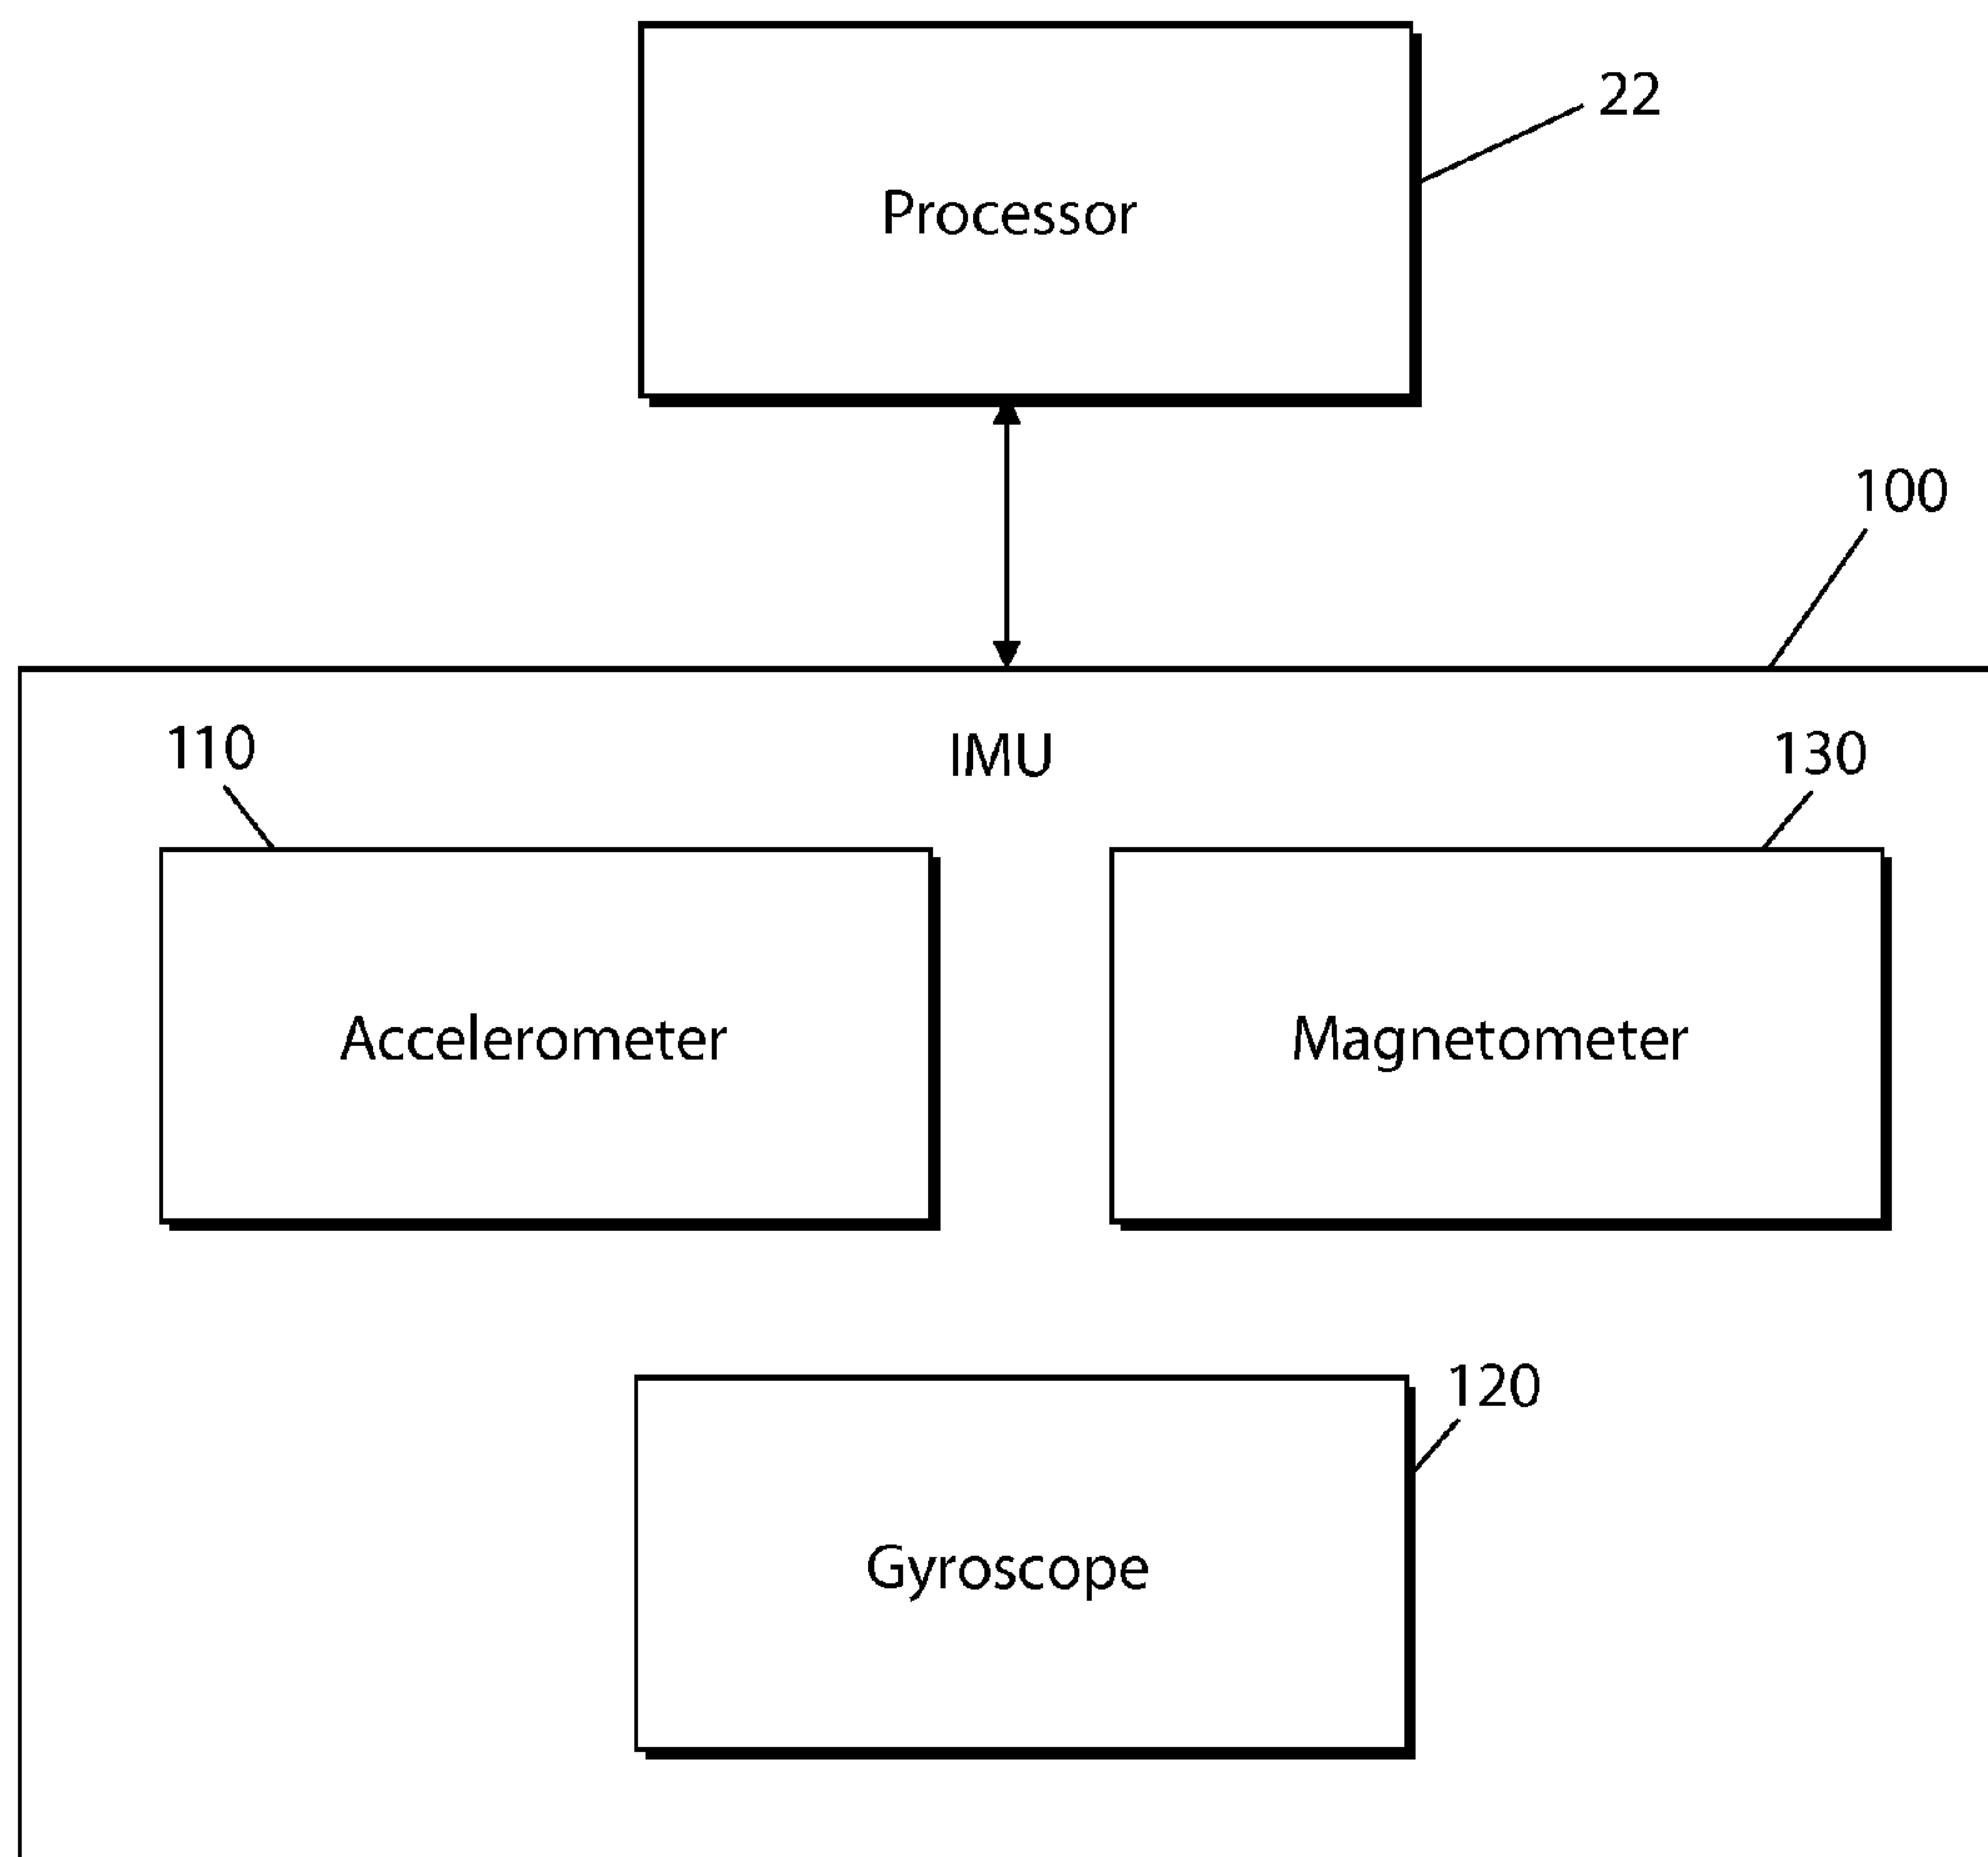 22
Processor
100
110
IMU
130
Accelerometer
Magnetometer
120
Gyroscope